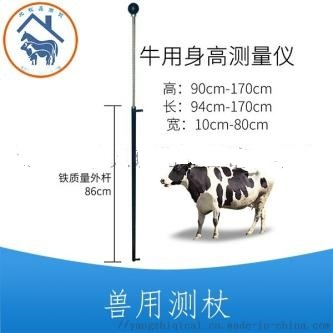 牛用身高测量仪
高：90cm-170cm
长：94cm-170cm
宽：10cm-80cm
铁质量外杆
86cm
兽用测杖